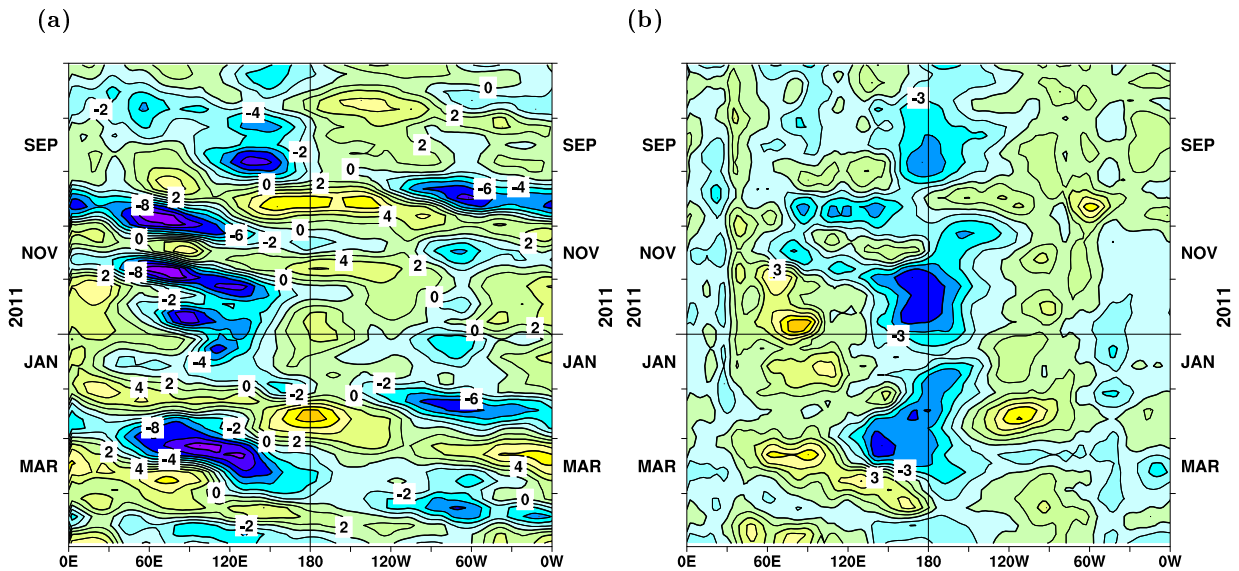 (a) (b)
0
-2 -4 2
SEP -2 2 SEP
0 2 0
-8 2 -6 -4
0 4
0 -6 -2
NOV 2 NOV
-8 2 4 2
0
-2 0
2011 0 2 2011
JAN -4 JAN
4 2 0 -2 0 -2
-6
-8 -2 0 2
MAR 2 4 -4 4 MAR
0 -2 0
-2 2
0E 60E 120E 180 120W 60W 0W
-3
SEP SEP
NOV NOV
3
2011 -3 2011
JAN JAN
MAR 3 -3 MAR
0E 60E 120E 180 120W 60W 0W